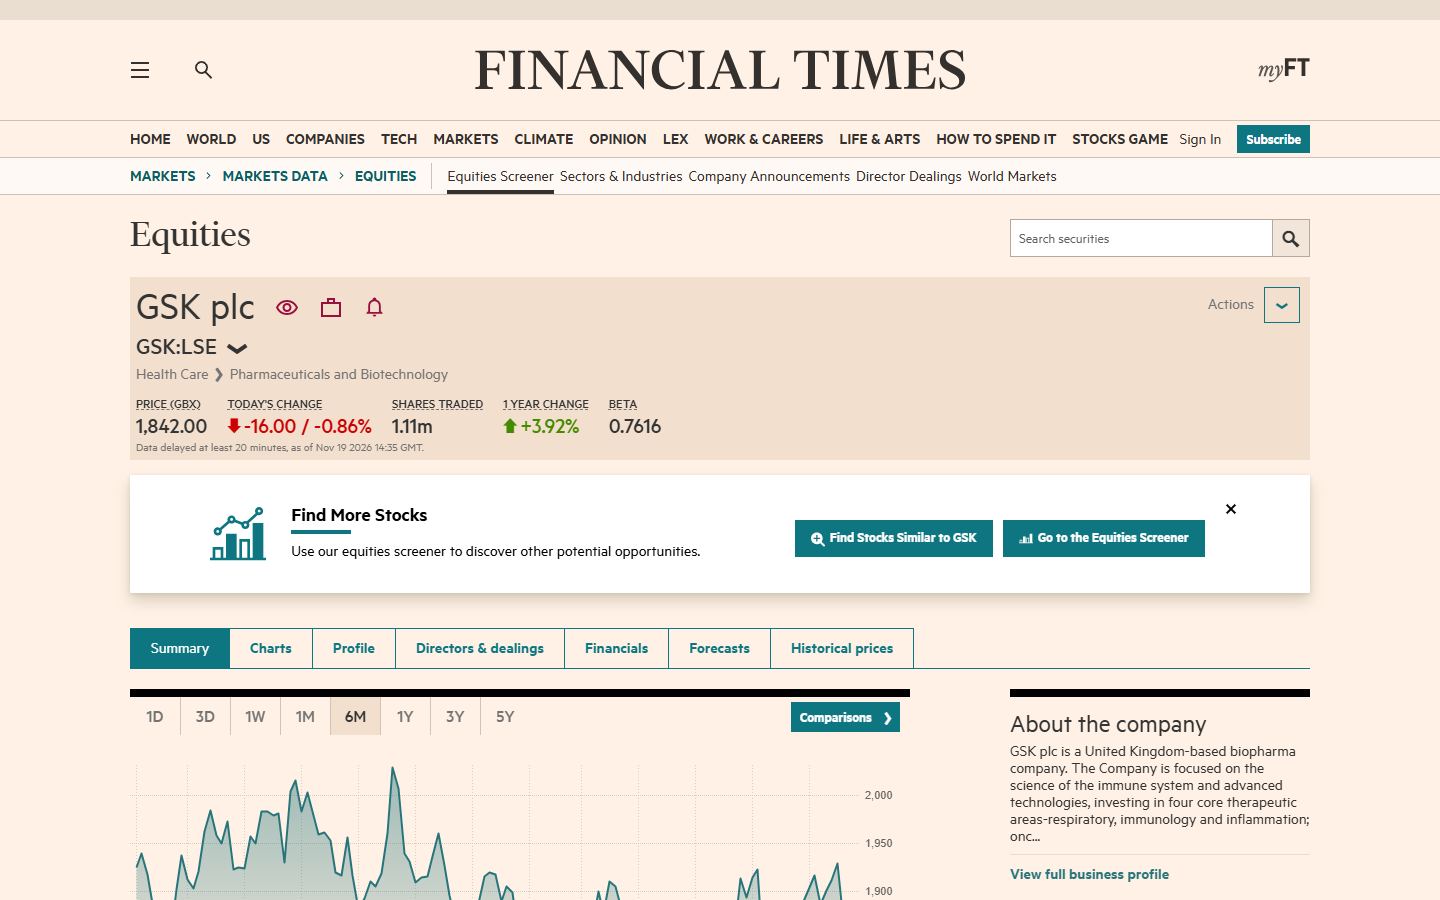 FINANCIAL TIMES
myFT
HOME WORLD US COMPANIES TECH MARKETS CLIMATE OPINION LEX WORK & CAREERS LIFE & ARTS HOW TO SPEND IT STOCKS GAME Sign In Subscribe
MARKETS › MARKETS DATA › EQUITIES Equities Screener Sectors & Industries Company Announcements Director Dealings World Markets
Equities
Search securities
GSK plc
Actions
GSK:LSE
Health Care ❯ Pharmaceuticals and Biotechnology
PRICE (GBX) TODAY'S CHANGE SHARES TRADED 1 YEAR CHANGE BETA
1,842.00 -16.00 / -0.86% 1.11m +3.92% 0.7616
Data delayed at least 20 minutes, as of Nov 19 2026 14:35 GMT.
Find More Stocks
Use our equities screener to discover other potential opportunities.
Find Stocks Similar to GSK
Go to the Equities Screener
Summary Charts Profile Directors & dealings Financials Forecasts Historical prices
1D 3D 1W 1M 6M 1Y 3Y 5Y
Comparisons ❯
2,000
1,950
1,900
About the company
GSK plc is a United Kingdom-based biopharma
company. The Company is focused on the
science of the immune system and advanced
technologies, investing in four core therapeutic
areas-respiratory, immunology and inflammation;
onc...
View full business profile